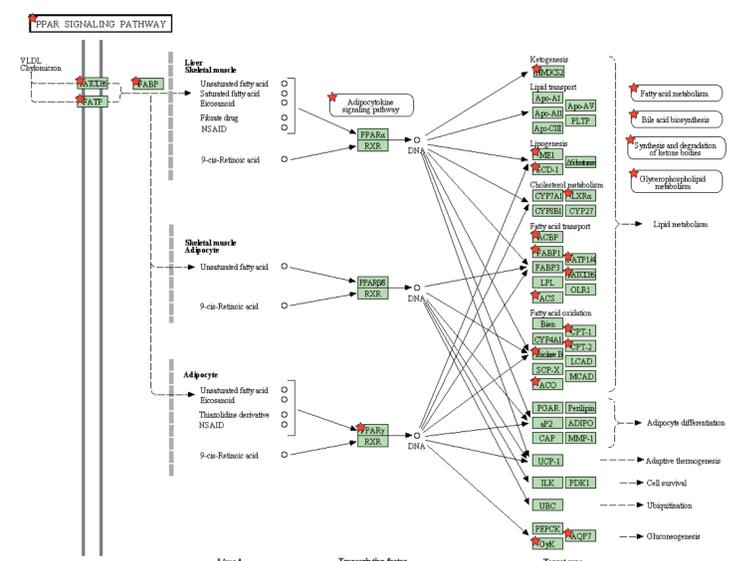 PPAR SIGNALING PATHWAY
VLDL
Chylomicron
FATP
FABP
Liver
Skeletal muscle
Unsaturated fatty acid
Saturated fatty acid
Eicosanoid
Fibrate drug
NSAID
9-cis-Retinoic acid
Adipocytokine
signaling pathway
PPARα
RXR
DNA
Skeletal muscle
Adipocyte
Unsaturated fatty acid
9-cis-Retinoic acid
PPARβ/δ
RXR
DNA
Adipocyte
Unsaturated fatty acid
Eicosanoid
Thiazolidine derivative
NSAID
9-cis-Retinoic acid
PPARγ
RXR
DNA
Ketogenesis
HMXS2
Lipid transport
Apo-AI
Apo-AII
Apo-CIII
Apo-AV
PLTP
Lipogenesis
ME1
SCD-1
Cholesterol metabolism
CYP7A1 LXRα
CYP8B1 CYP27
Fatty acid transport
ACBP
FABP1
FABP3
LPL
ACS
FATP1/4
OLR1
Fatty acid oxidation
Bien
CYP4A1
SCP-X
ACO
CPT-1
CPT-2
LCAD
MCAD
PGAR Perilipin
aP2 ADIPO
CAP MMP-1
UCP-1
ILK PDK1
UBC
PEPCK
GyK
AQP7
Fatty acid metabolism
Bile acid biosynthesis
Synthesis and degradation
of ketone bodies
Glycerophospholipid
metabolism
Lipid metabolism
Adipocyte differentiation
Adaptive thermogenesis
Cell survival
Ubiquitination
Gluconeogenesis